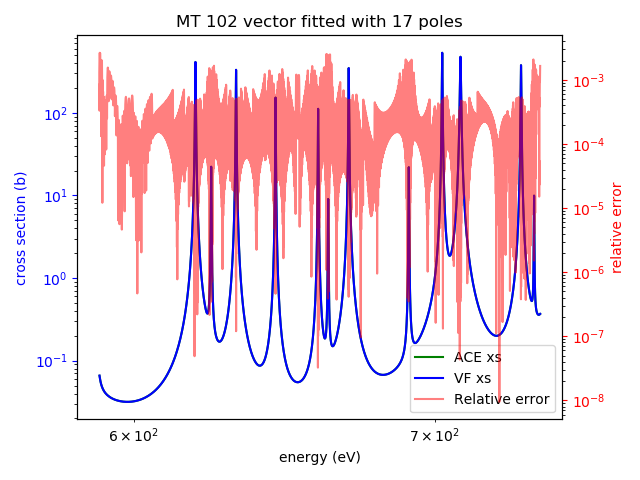 MT 102 vector fitted with 17 poles
cross section (b)
10²
10¹
10⁰
10⁻¹
10⁻³
10⁻⁴
10⁻⁵
10⁻⁶
10⁻⁷
10⁻⁸
relative error
ACE xs
VF xs
Relative error
6 × 10²
7 × 10²
energy (eV)